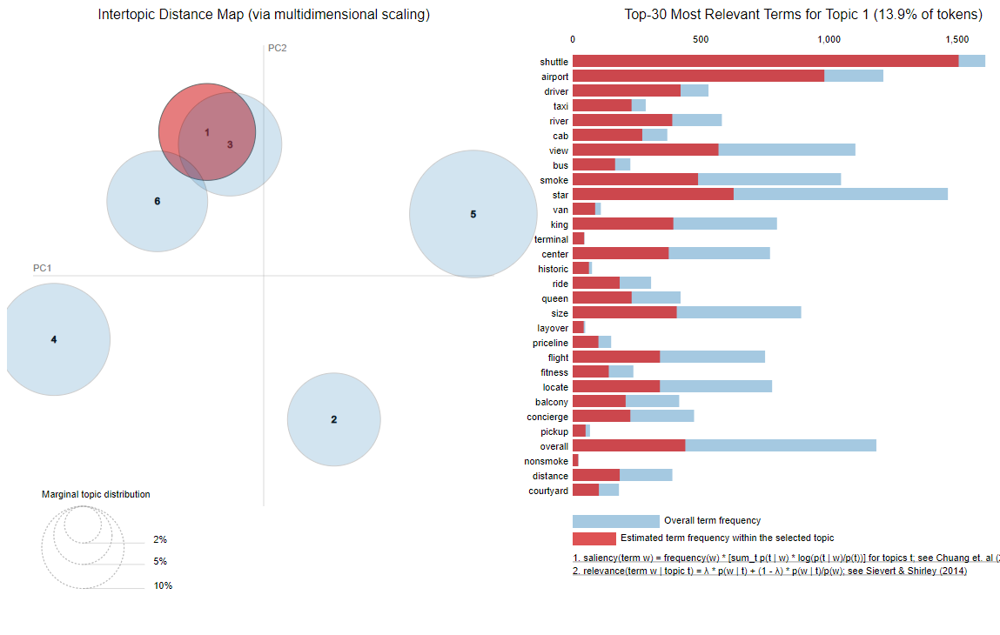 Intertopic Distance Map (via multidimensional scaling)
PC2
PC1
1
3
6
5
4
2
Marginal topic distribution
2%
5%
10%
Top-30 Most Relevant Terms for Topic 1 (13.9% of tokens)
0 500 1,000 1,500
shuttle
airport
driver
taxi
river
cab
view
bus
smoke
star
van
king
terminal
center
historic
ride
queen
size
layover
priceline
flight
fitness
locate
balcony
concierge
pickup
overall
nonsmoke
distance
courtyard
Overall term frequency
Estimated term frequency within the selected topic
1. saliency(term w) = frequency(w) * [sum_t p(t | w) * log(p(t | w)/p(t))] for topics t; see Chuang et. al
2. relevance(term w | topic t) = λ * p(w | t) + (1 - λ) * p(w | t)/p(w); see Sievert & Shirley (2014)